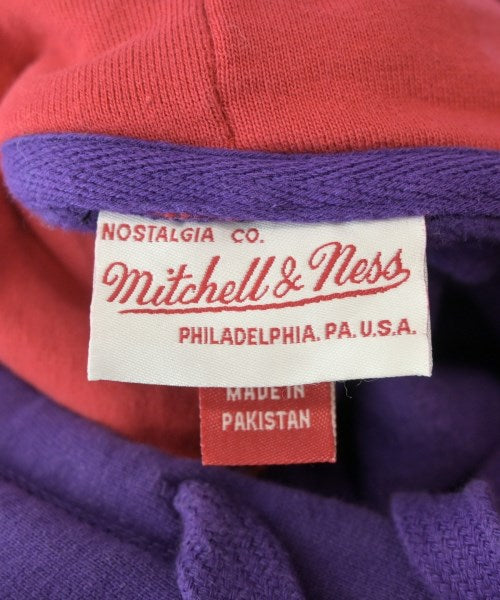 NOSTALGIA CO.
Mitchell & Ness
PHILADELPHIA. PA. U.S.A.
MADE IN
PAKISTAN